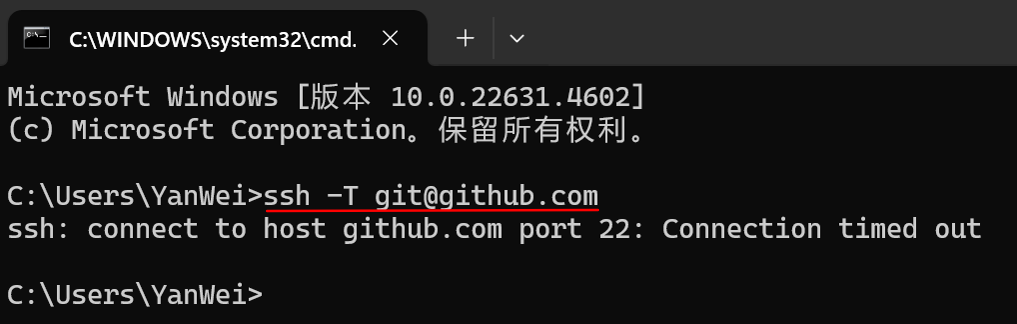 C:\WINDOWS\system32\cmd.
Microsoft Windows [版本 10.0.22631.4602]
(c) Microsoft Corporation。保留所有权利。
C:\Users\YanWei>ssh -T git@github.com
ssh: connect to host github.com port 22: Connection timed out
C:\Users\YanWei>